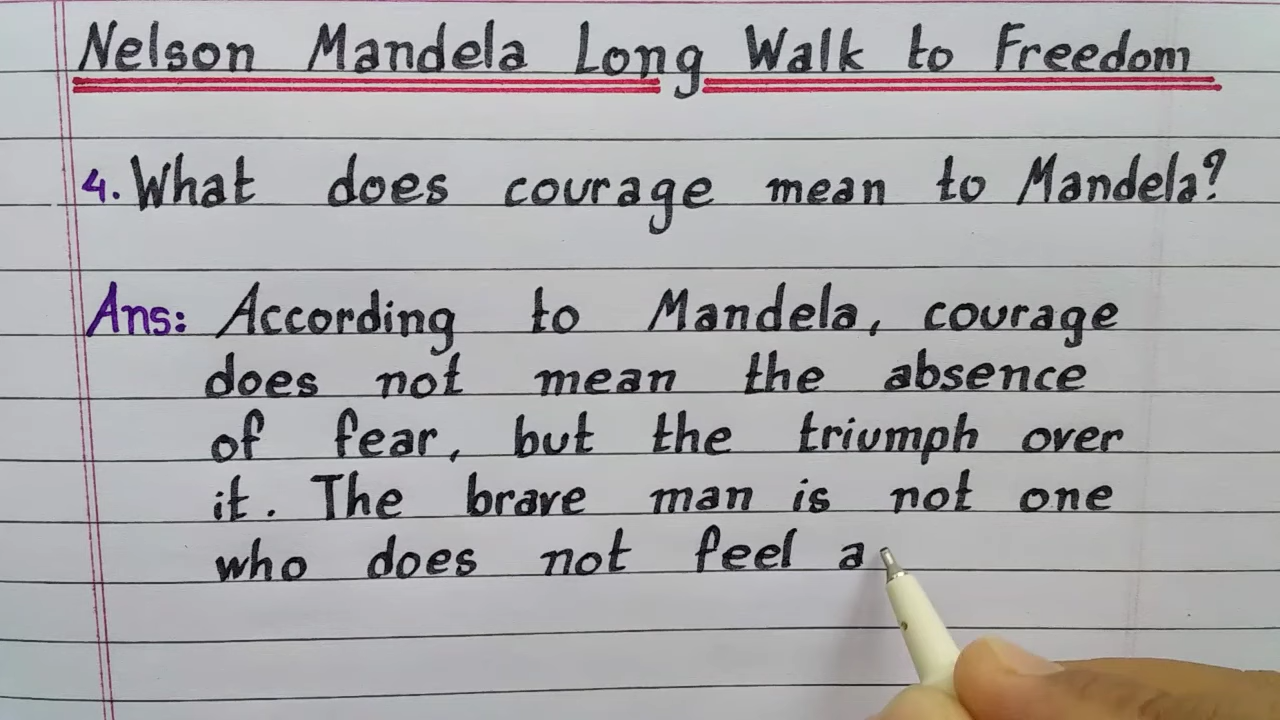 Nelson Mandela Long Walk to Freedom
4. What does courage mean to Mandela?
Ans: According to Mandela, courage
does not mean the absence
of fear, but the triumph over
it. The brave man is not one
who does not feel a